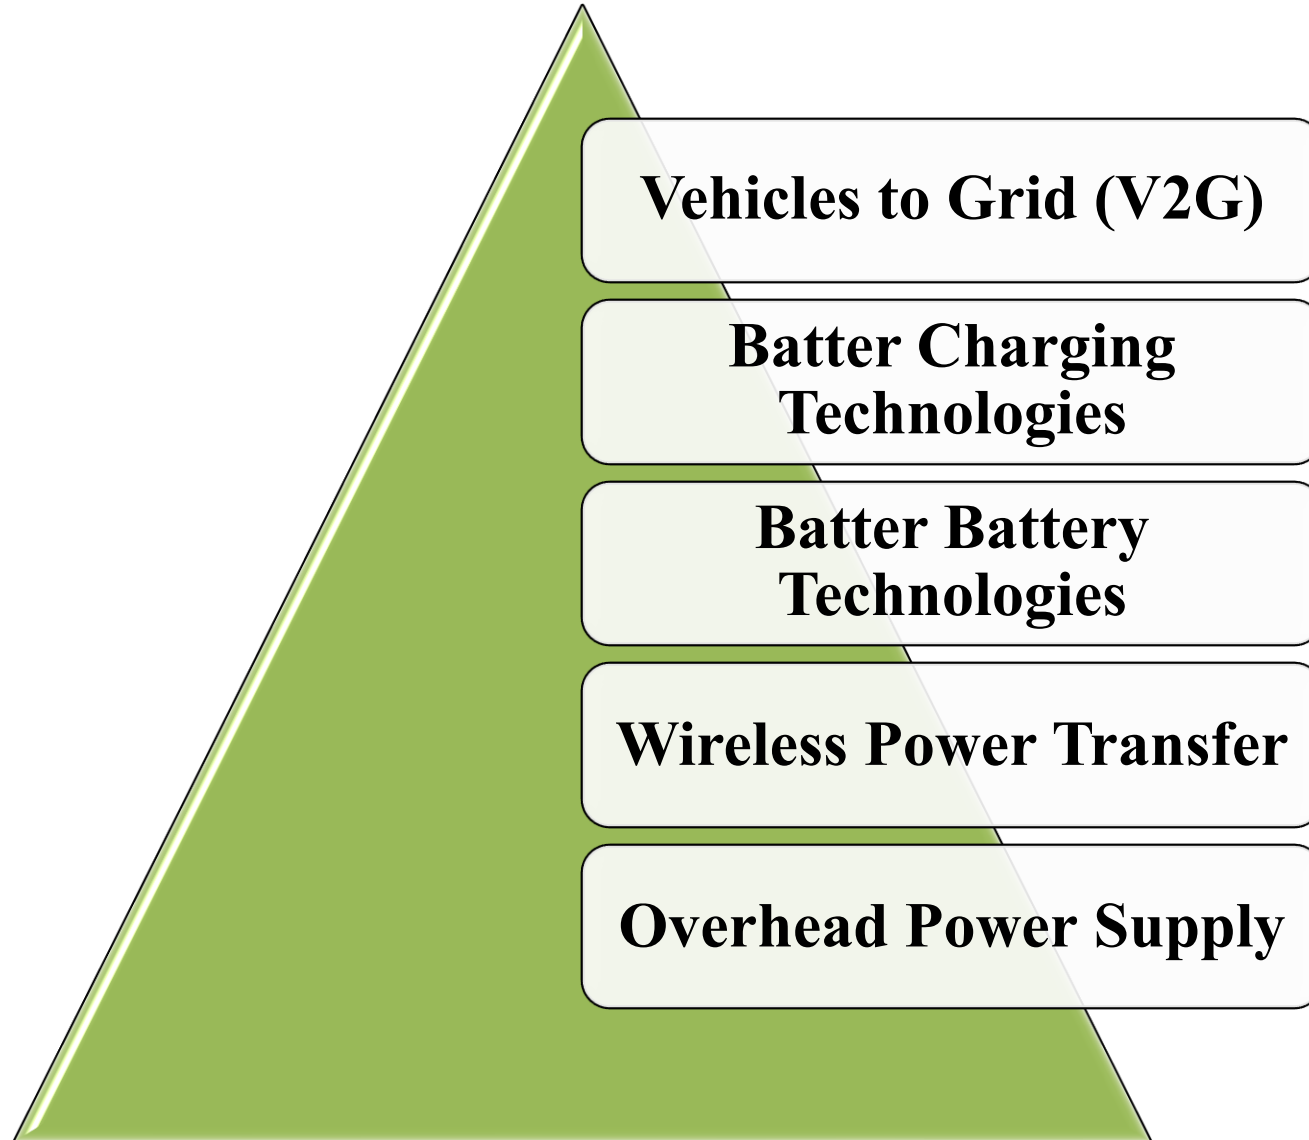 Vehicles to Grid (V2G)
Batter Charging
Technologies
Batter Battery
Technologies
Wireless Power Transfer
Overhead Power Supply